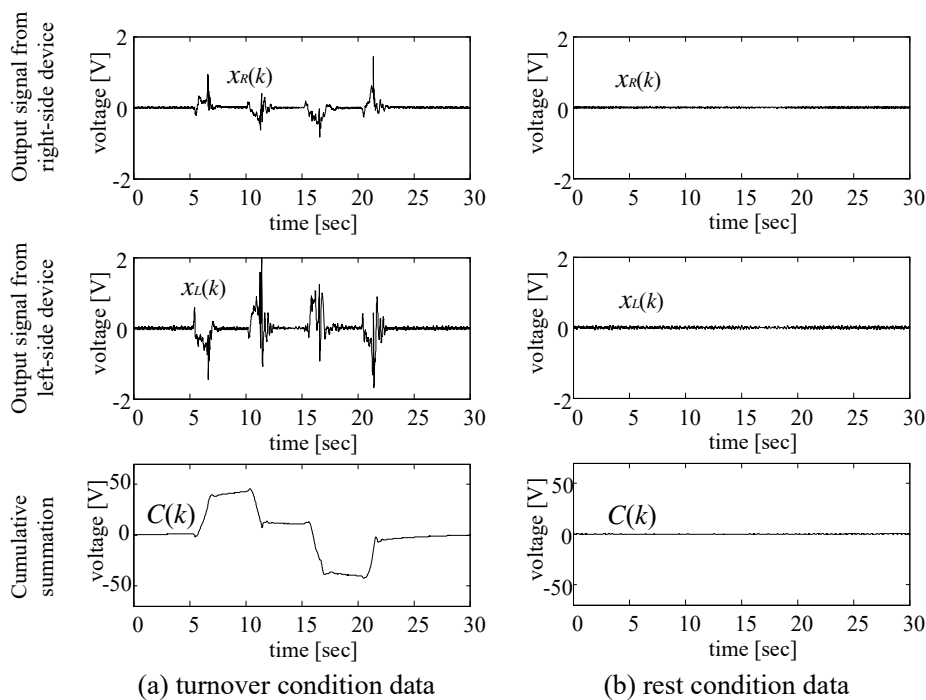 Output signal from
right-side device
voltage [V]
2
0
-2
xR(k)
0 5 10 15 20 25 30
time [sec]
voltage [V]
2
0
-2
xR(k)
0 5 10 15 20 25 30
time [sec]
Output signal from
left-side device
voltage [V]
2
0
-2
xL(k)
0 5 10 15 20 25 30
time [sec]
voltage [V]
2
0
-2
xL(k)
0 5 10 15 20 25 30
time [sec]
Cumulative
summation
voltage [V]
50
0
-50
C(k)
0 5 10 15 20 25 30
time [sec]
voltage [V]
50
0
-50
C(k)
0 5 10 15 20 25 30
time [sec]
(a) turnover condition data
(b) rest condition data